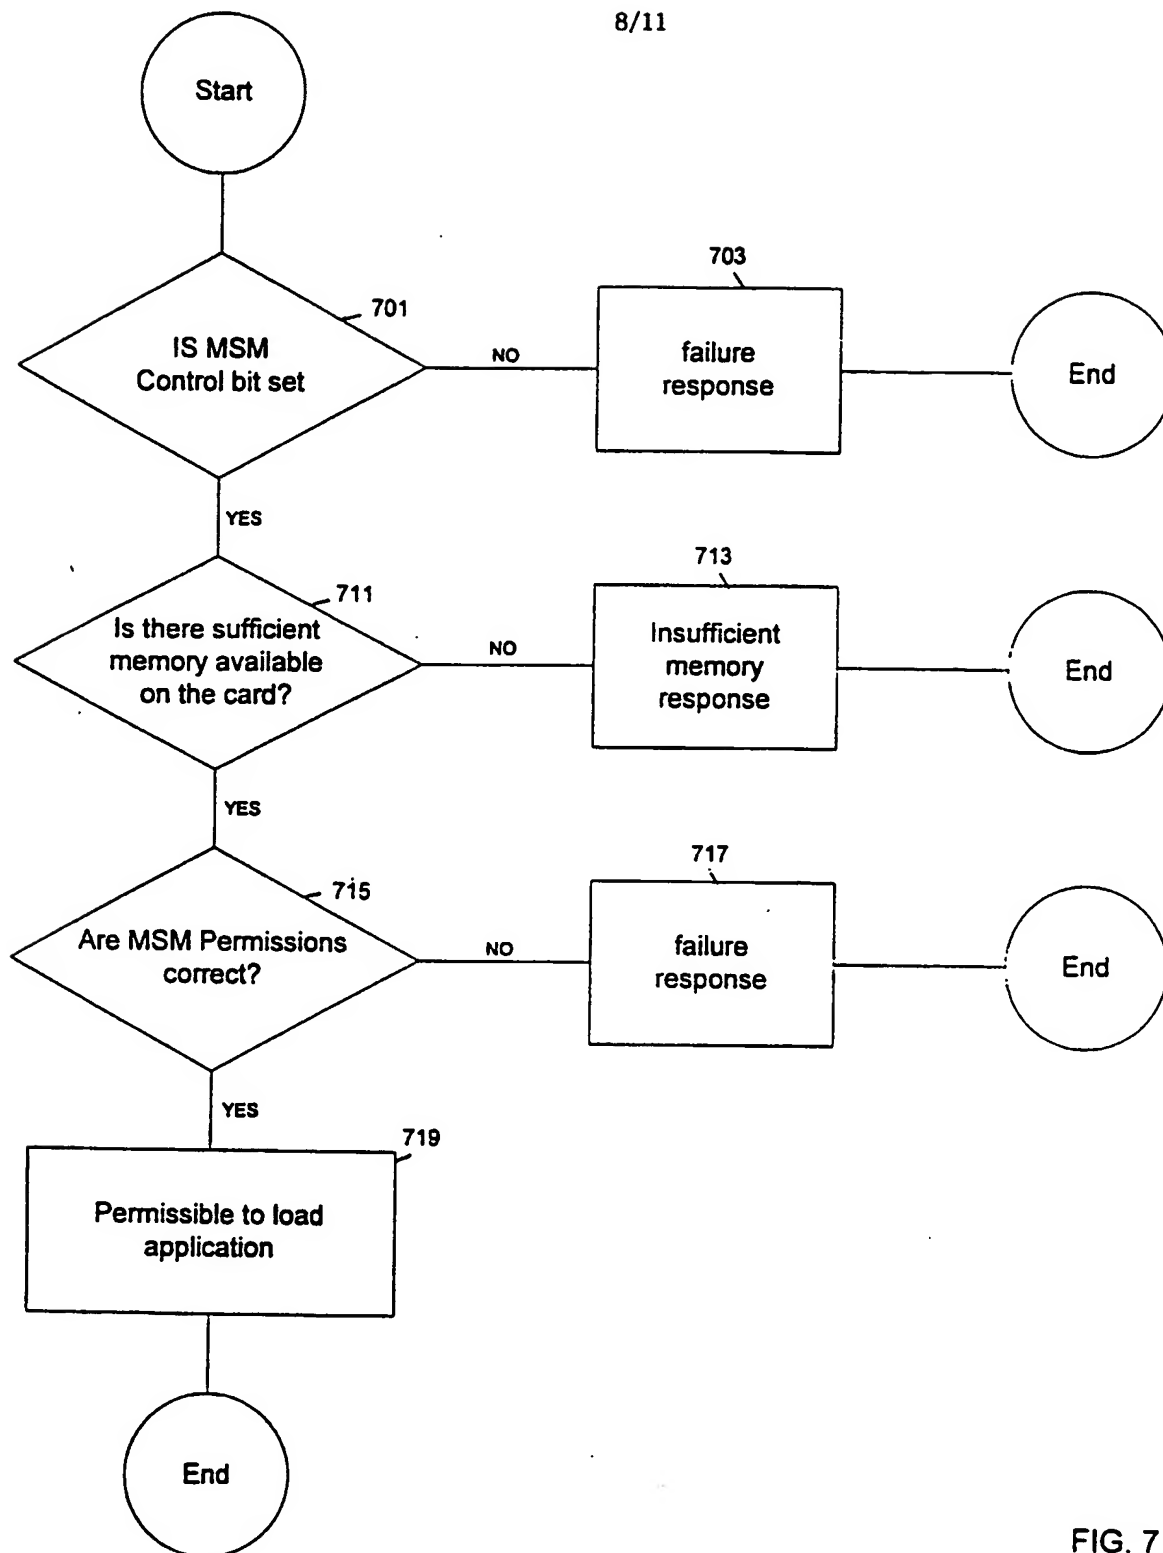 8/11
Start
701
IS MSM
Control bit set
NO
703
failure
response
End
YES
711
Is there sufficient
memory available
on the card?
NO
713
Insufficient
memory
response
End
YES
715
Are MSM Permissions
correct?
NO
717
failure
response
End
YES
719
Permissible to load
application
End
FIG. 7